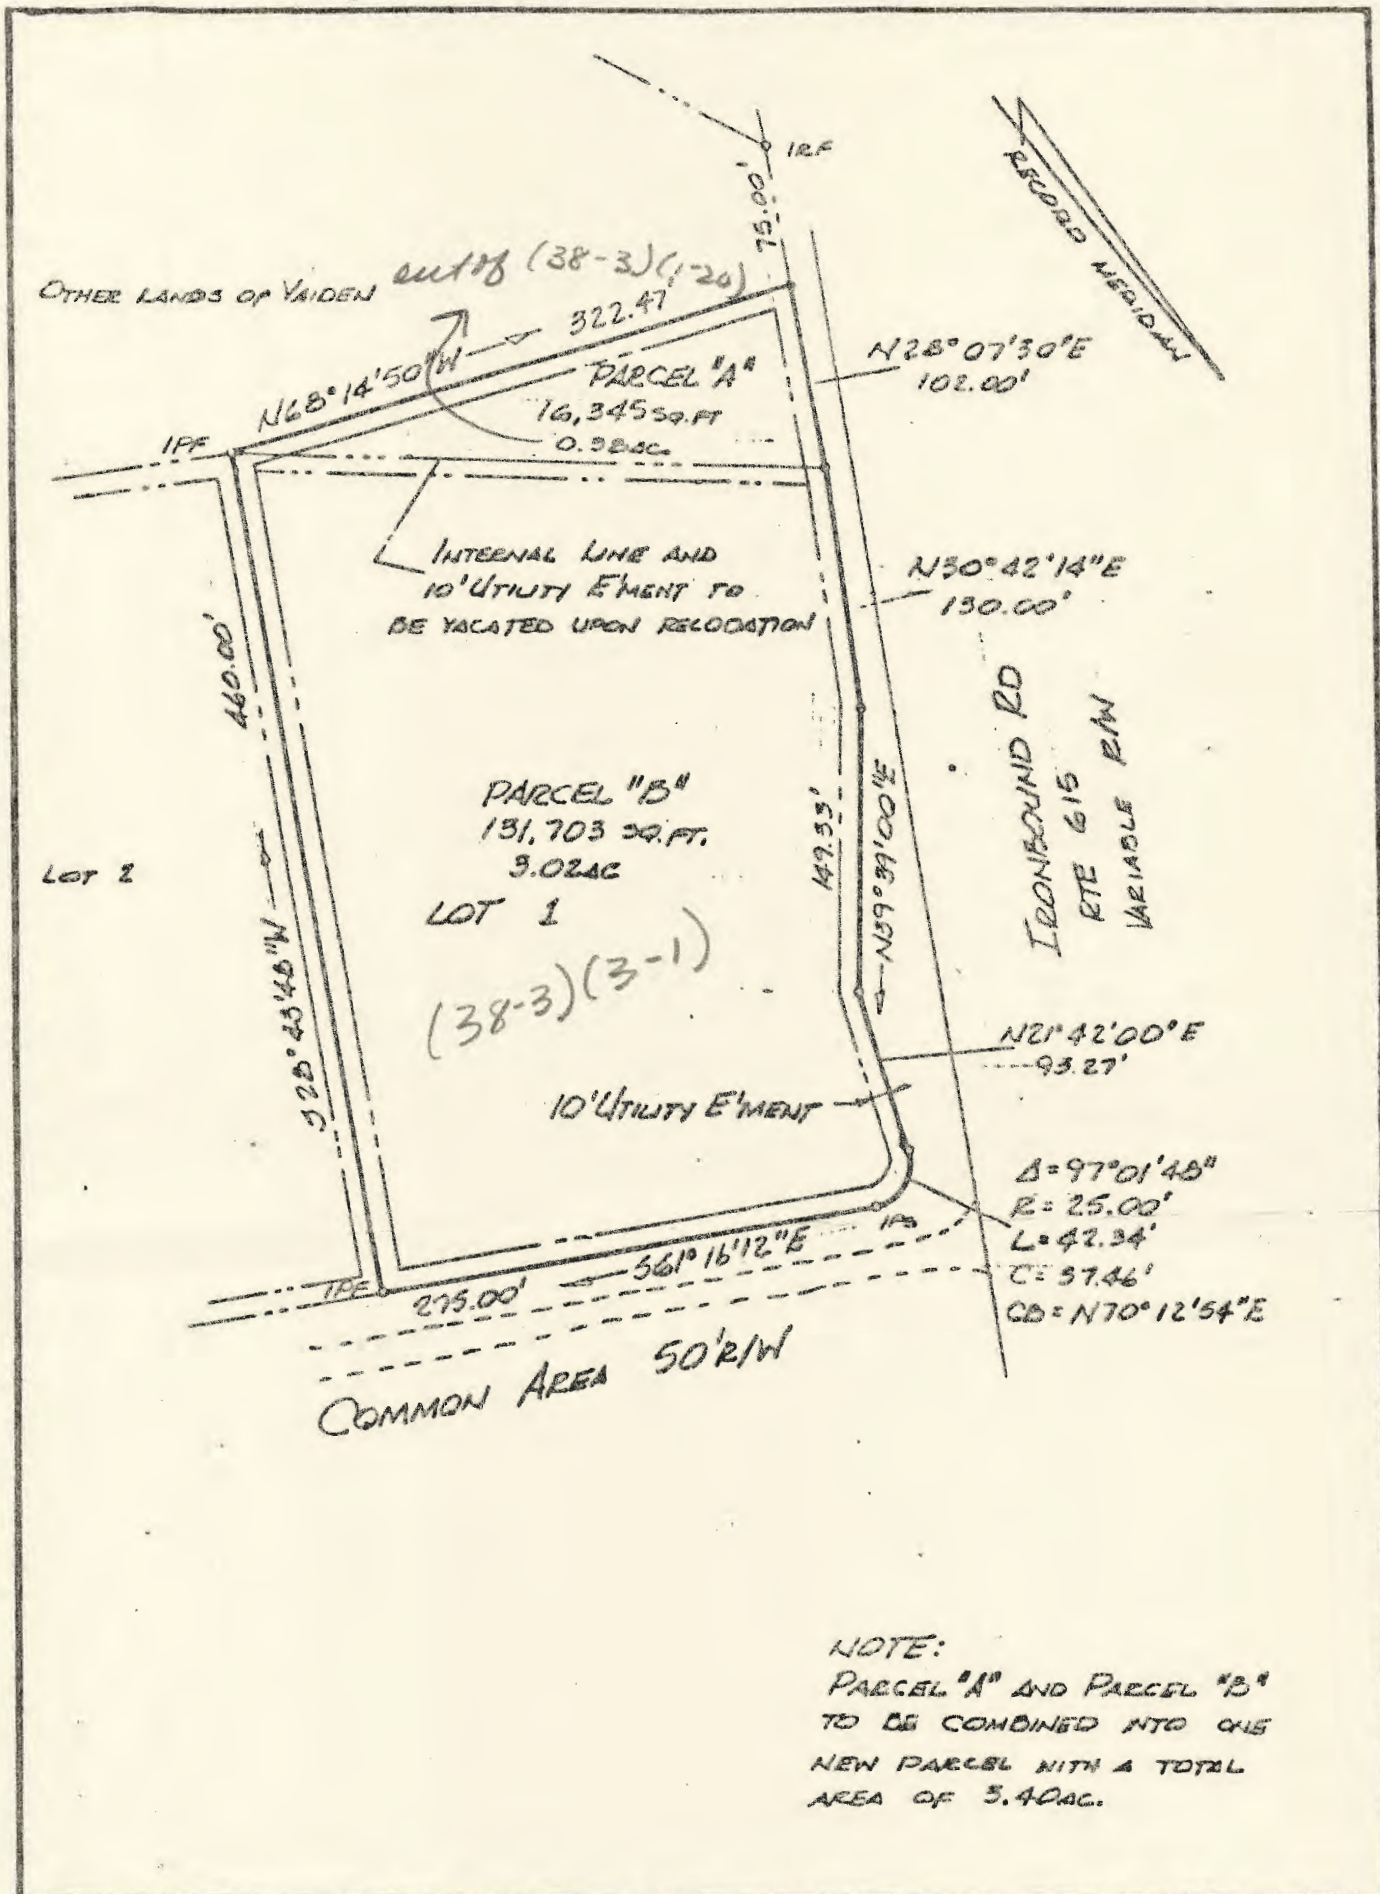 IRF
75.00'
RECORD MERIDIAN
OTHER LANDS OF VAIDEN
out of (38-3)(1-20)
N68°14'50"W
322.47'
PARCEL "A"
16,345 SQ.FT
0.38AC.
N28°07'30"E
102.00'
IPF
INTERNAL LINE AND
10' UTILITY E'MENT TO
BE VACATED UPON RECORDATION
N30°42'14"E
130.00'
460.00'
S28°43'48"W
LOT 2
PARCEL "B"
131,703 SQ.FT.
3.02AC
LOT 1
(38-3)(3-1)
149.33'
N39°39'00"E
IRONBOUND RD
RTE 615
VARIABLE R/W
N21°42'00"E
93.27'
10' UTILITY E'MENT
Δ=97°01'48"
R=25.00'
L=42.34'
C=37.46'
CB=N70°12'54"E
IPS
IPF
275.00'
S61°16'12"E
COMMON AREA 50'R/W
NOTE:
PARCEL "A" AND PARCEL "B"
TO BE COMBINED INTO ONE
NEW PARCEL WITH A TOTAL
AREA OF 3.40AC.